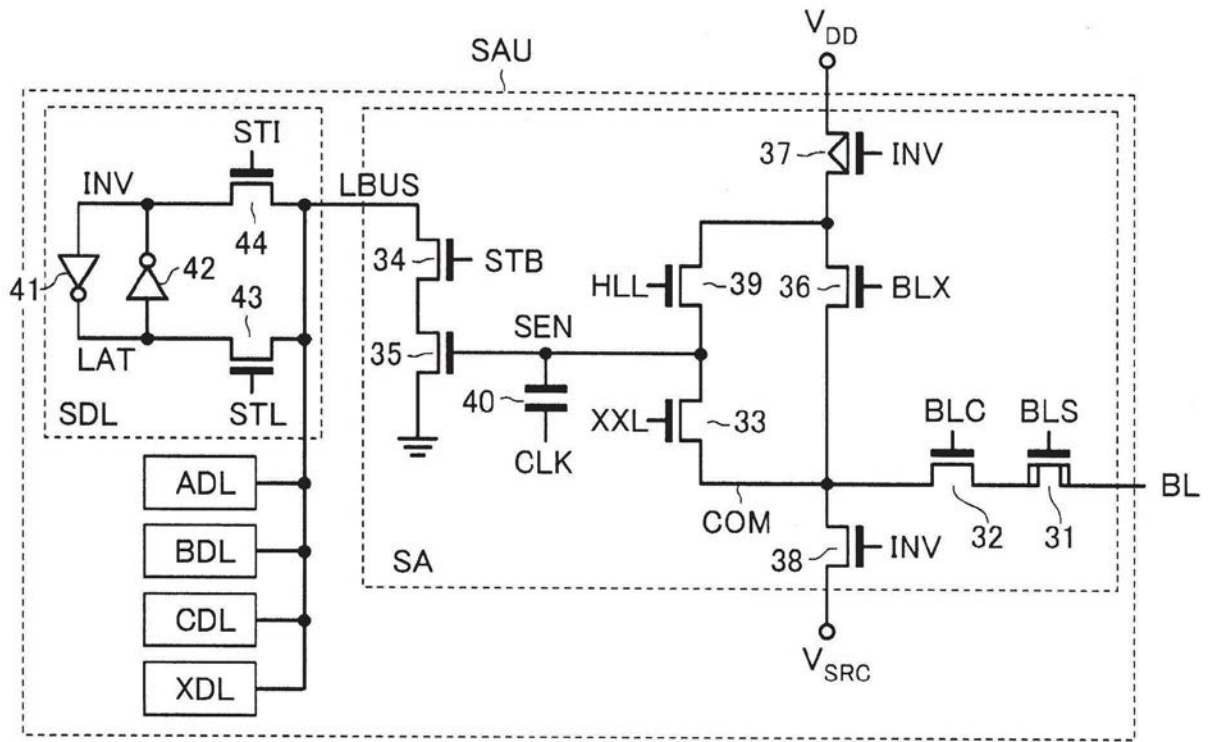 V_DD
SAU
STI
37
INV
INV
LBUS
44
34
STB
41
42
43
HLL
39
36
BLX
SEN
LAT
35
40
XXL
33
BLC
BLS
SDL
STL
CLK
ADL
COM
BL
32
31
BDL
SA
38
INV
CDL
V_SRC
XDL